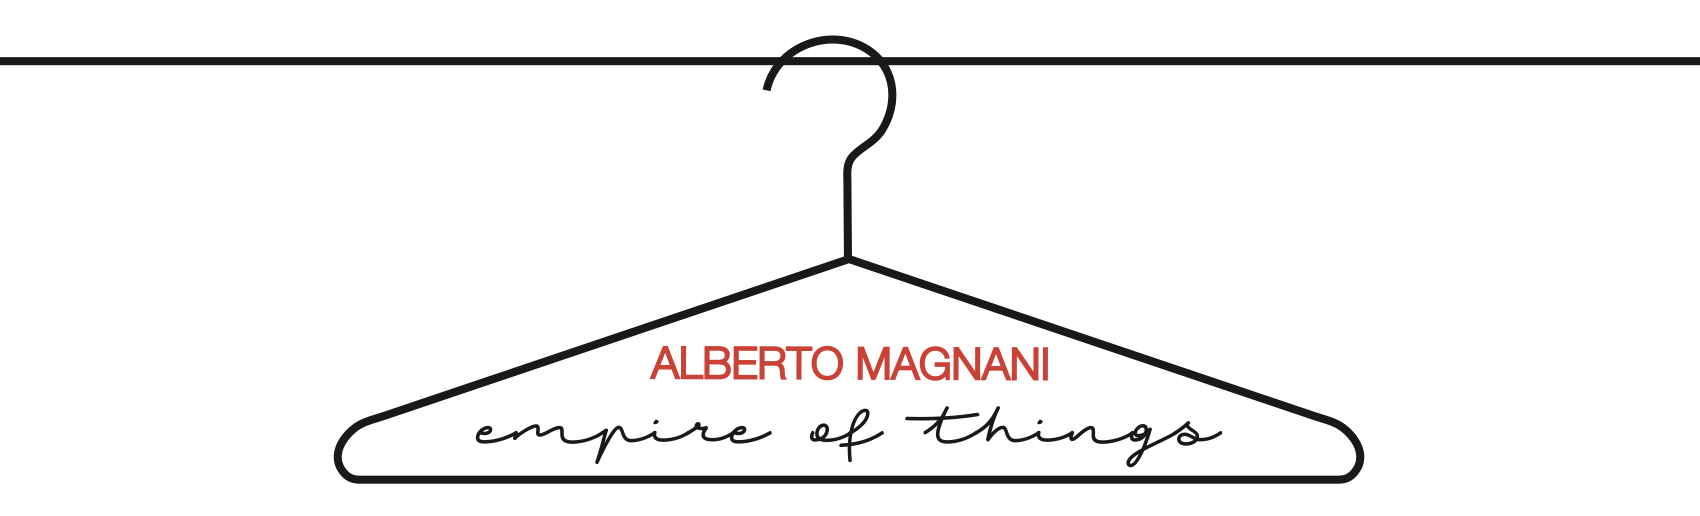 ALBERTO MAGNANI
empire of things